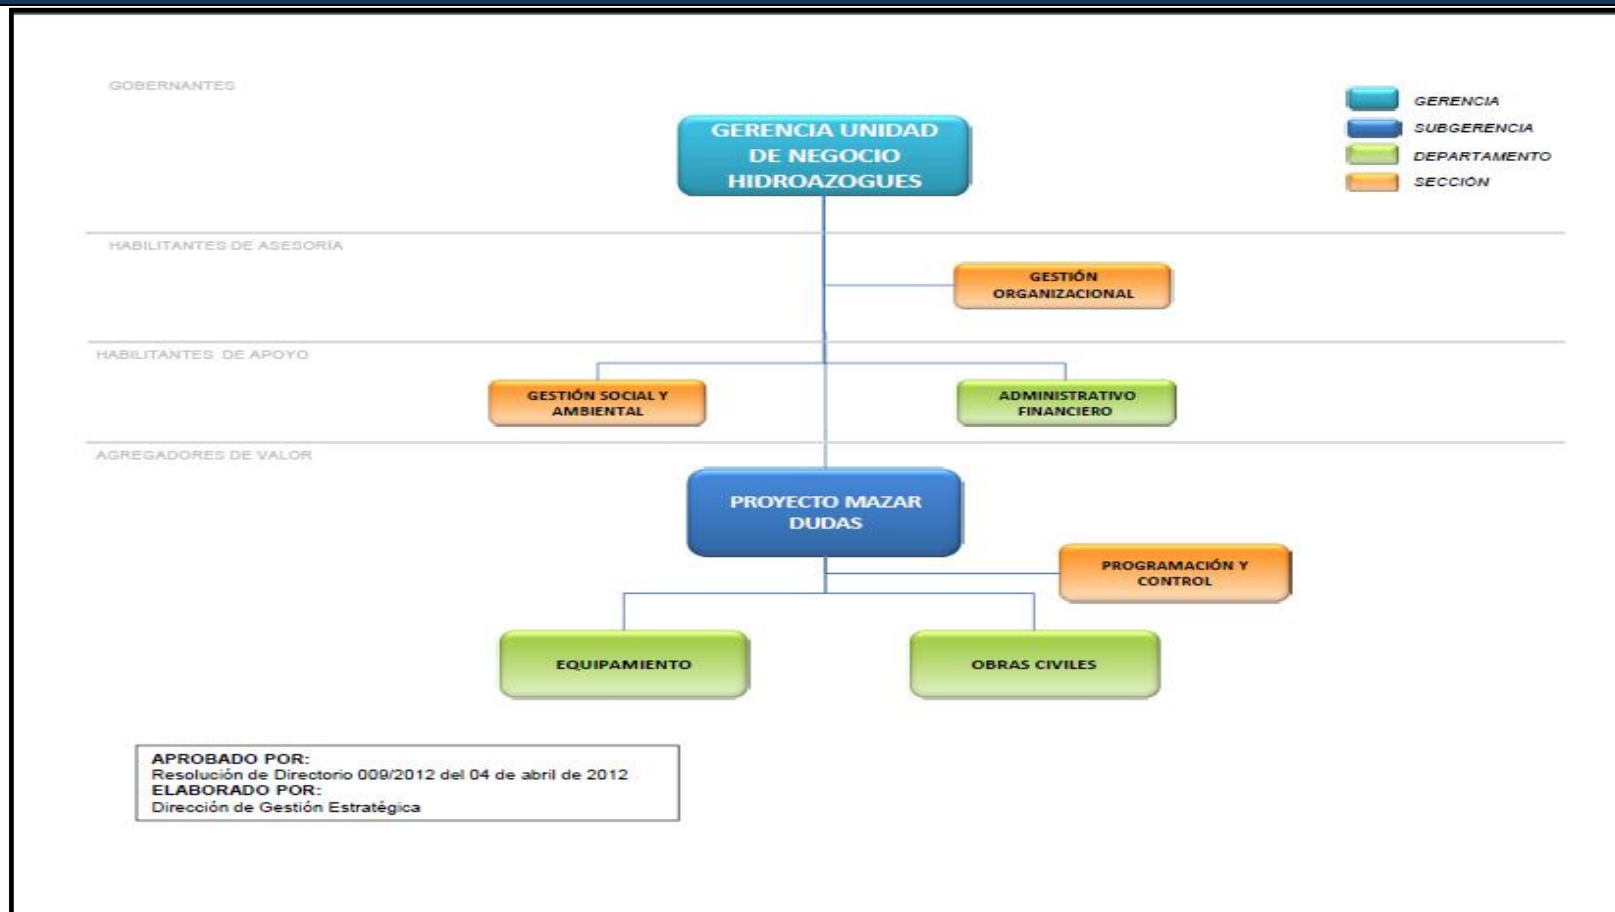 GOBERNANTES
GERENCIA UNIDAD
DE NEGOCIO
HIDROAZOGUES
GERENCIA
SUBGERENCIA
DEPARTAMENTO
SECCIÓN
HABILITANTES DE ASESORÍA
GESTIÓN
ORGANIZACIONAL
HABILITANTES DE APOYO
GESTIÓN SOCIAL Y
AMBIENTAL
ADMINISTRATIVO
FINANCIERO
AGREGADORES DE VALOR
PROYECTO MAZAR
DUDAS
PROGRAMACIÓN Y
CONTROL
EQUIPAMIENTO
OBRAS CIVILES
APROBADO POR:
Resolución de Directorio 009/2012 del 04 de abril de 2012
ELABORADO POR:
Dirección de Gestión Estratégica